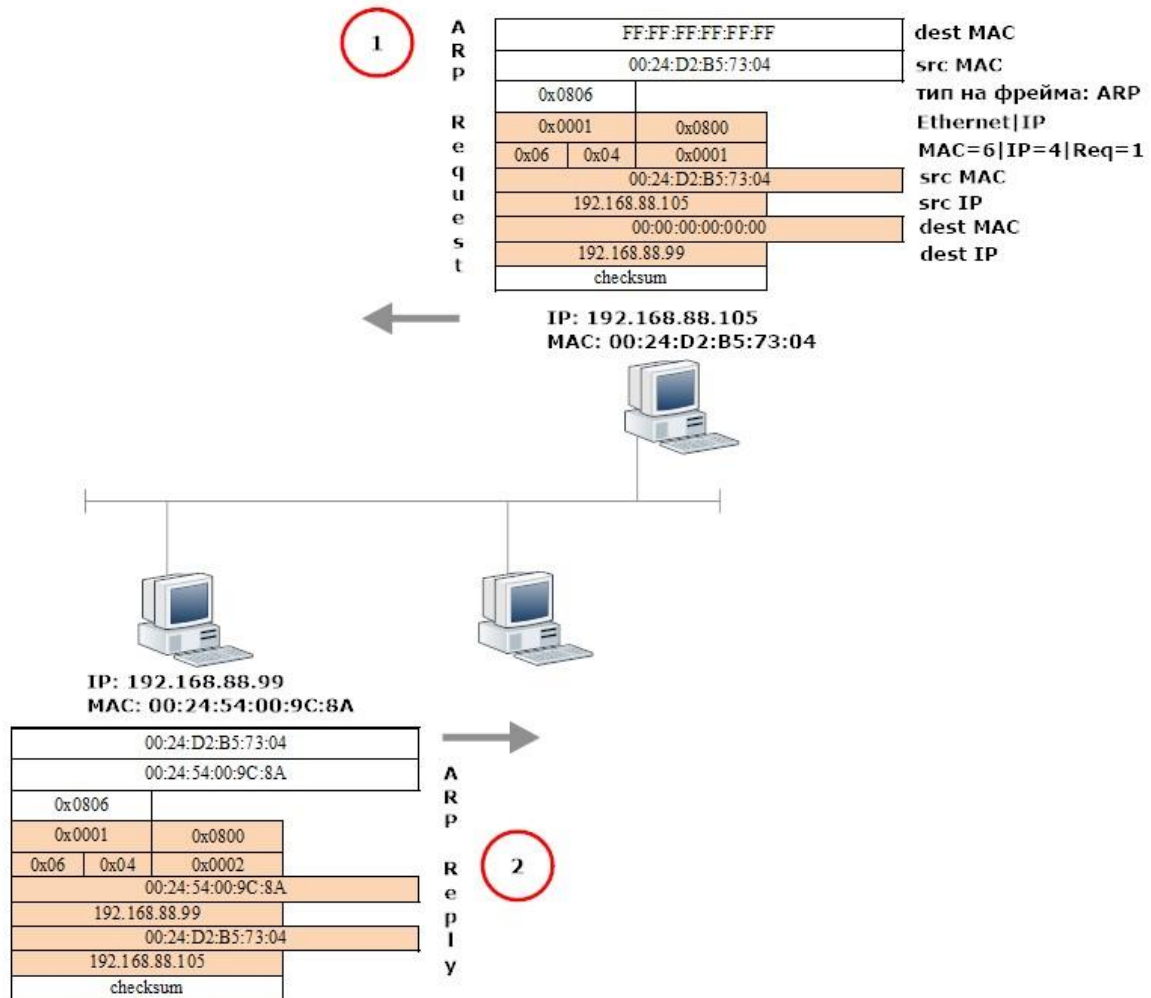 1
ARP Request
FF:FF:FF:FF:FF:FF dest MAC
00:24:D2:B5:73:04 src MAC
0x0806 тип на фрейма: ARP
0x0001 0x0800 Ethernet|IP
0x06 0x04 0x0001 MAC=6|IP=4|Req=1
00:24:D2:B5:73:04 src MAC
192.168.88.105 src IP
00:00:00:00:00:00 dest MAC
192.168.88.99 dest IP
checksum
IP: 192.168.88.105
MAC: 00:24:D2:B5:73:04
IP: 192.168.88.99
MAC: 00:24:54:00:9C:8A
00:24:D2:B5:73:04
00:24:54:00:9C:8A
0x0806
0x0001 0x0800
0x06 0x04 0x0002
00:24:54:00:9C:8A
192.168.88.99
00:24:D2:B5:73:04
192.168.88.105
checksum
ARP Reply
2